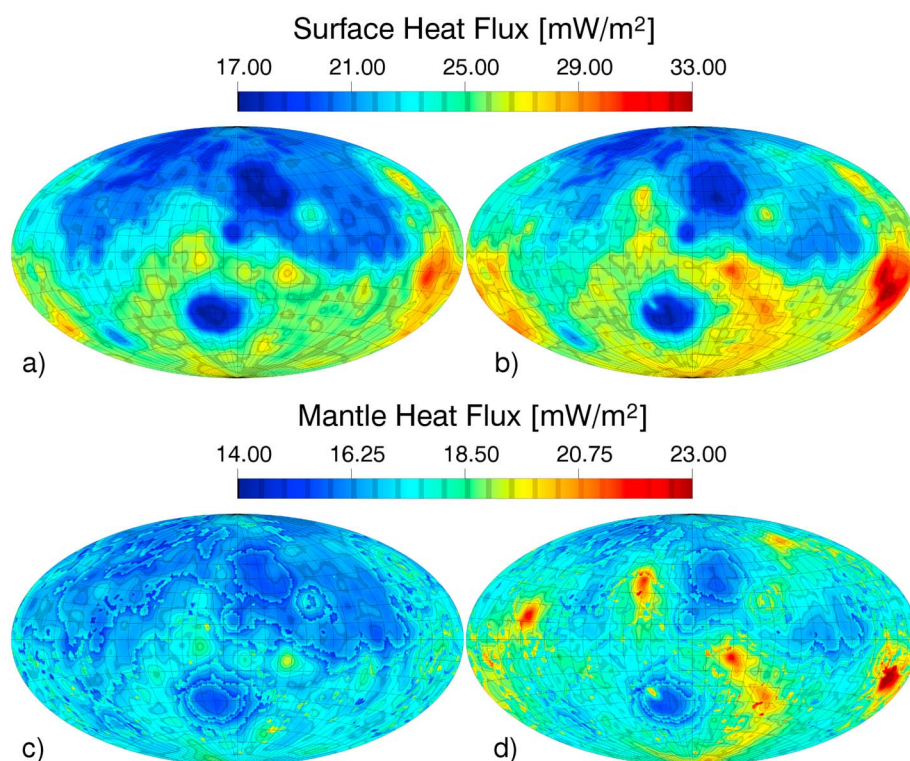 Surface Heat Flux [mW/m²]
17.00 21.00 25.00 29.00 33.00
a) b)
Mantle Heat Flux [mW/m²]
14.00 16.25 18.50 20.75 23.00
c) d)